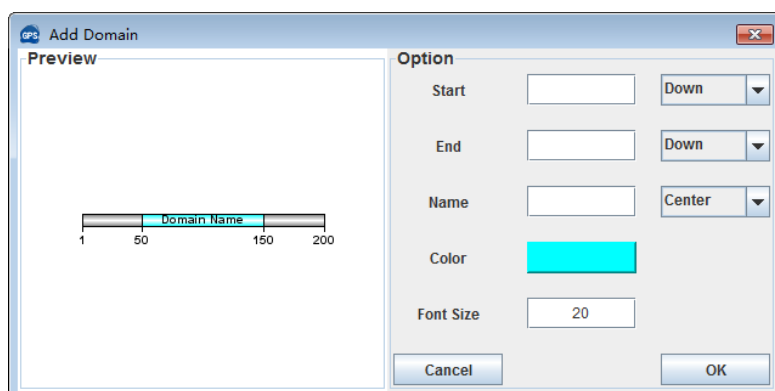 GPS Add Domain
Preview
Domain Name
1 50 150 200
Option
Start Down
End Down
Name Center
Color
Font Size 20
Cancel OK